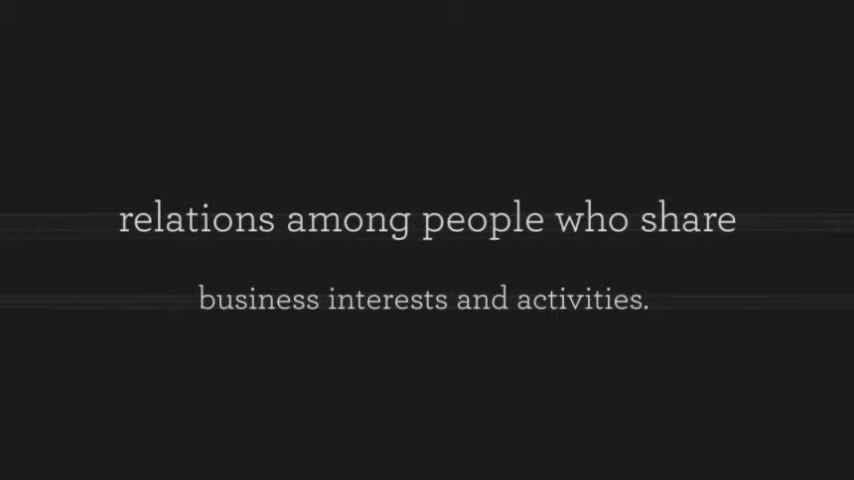 relations among people who share
business interests and activities.